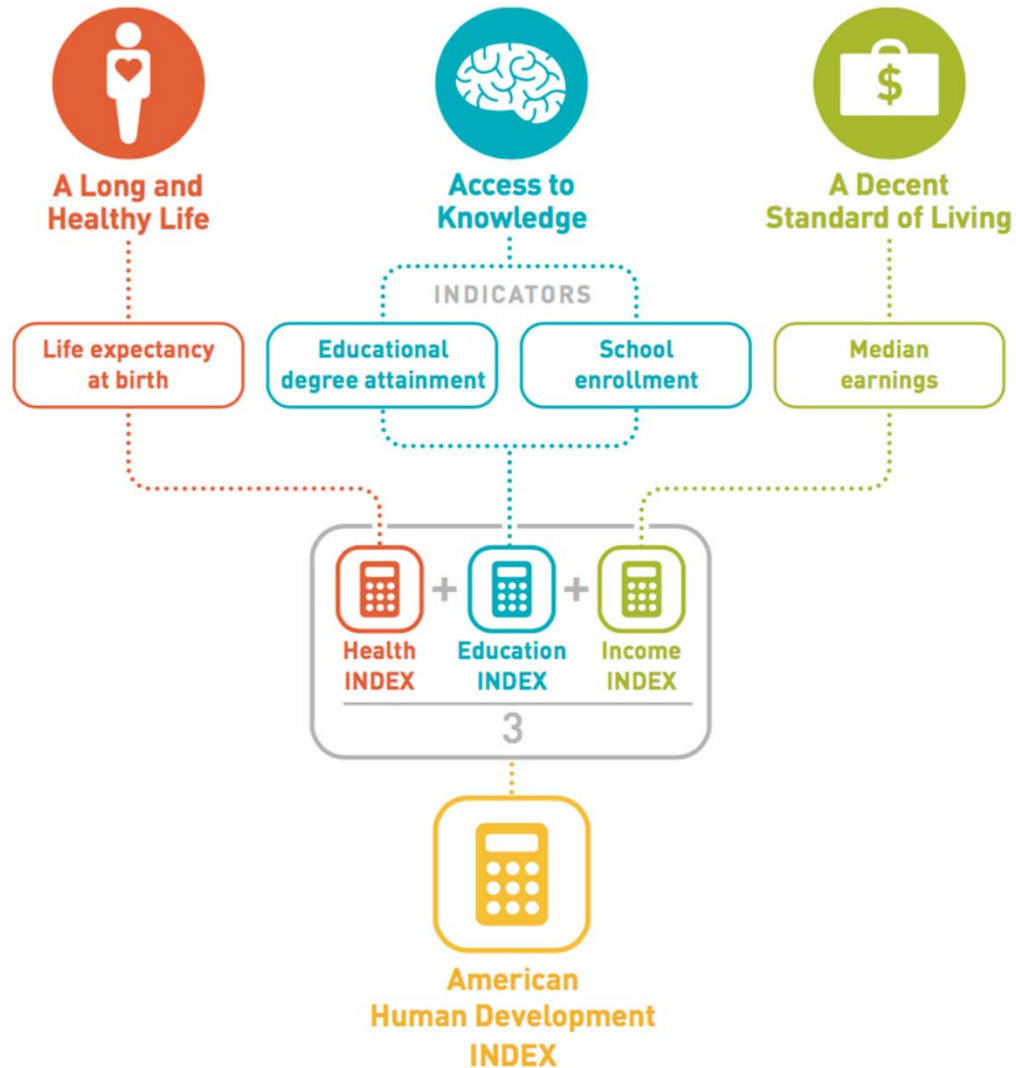 $
A Long and
Healthy Life
Access to
Knowledge
A Decent
Standard of Living
INDICATORS
Life expectancy
at birth
Educational
degree attainment
School
enrollment
Median
earnings
+
+
Health
INDEX
Education
INDEX
Income
INDEX
3
American
Human Development
INDEX